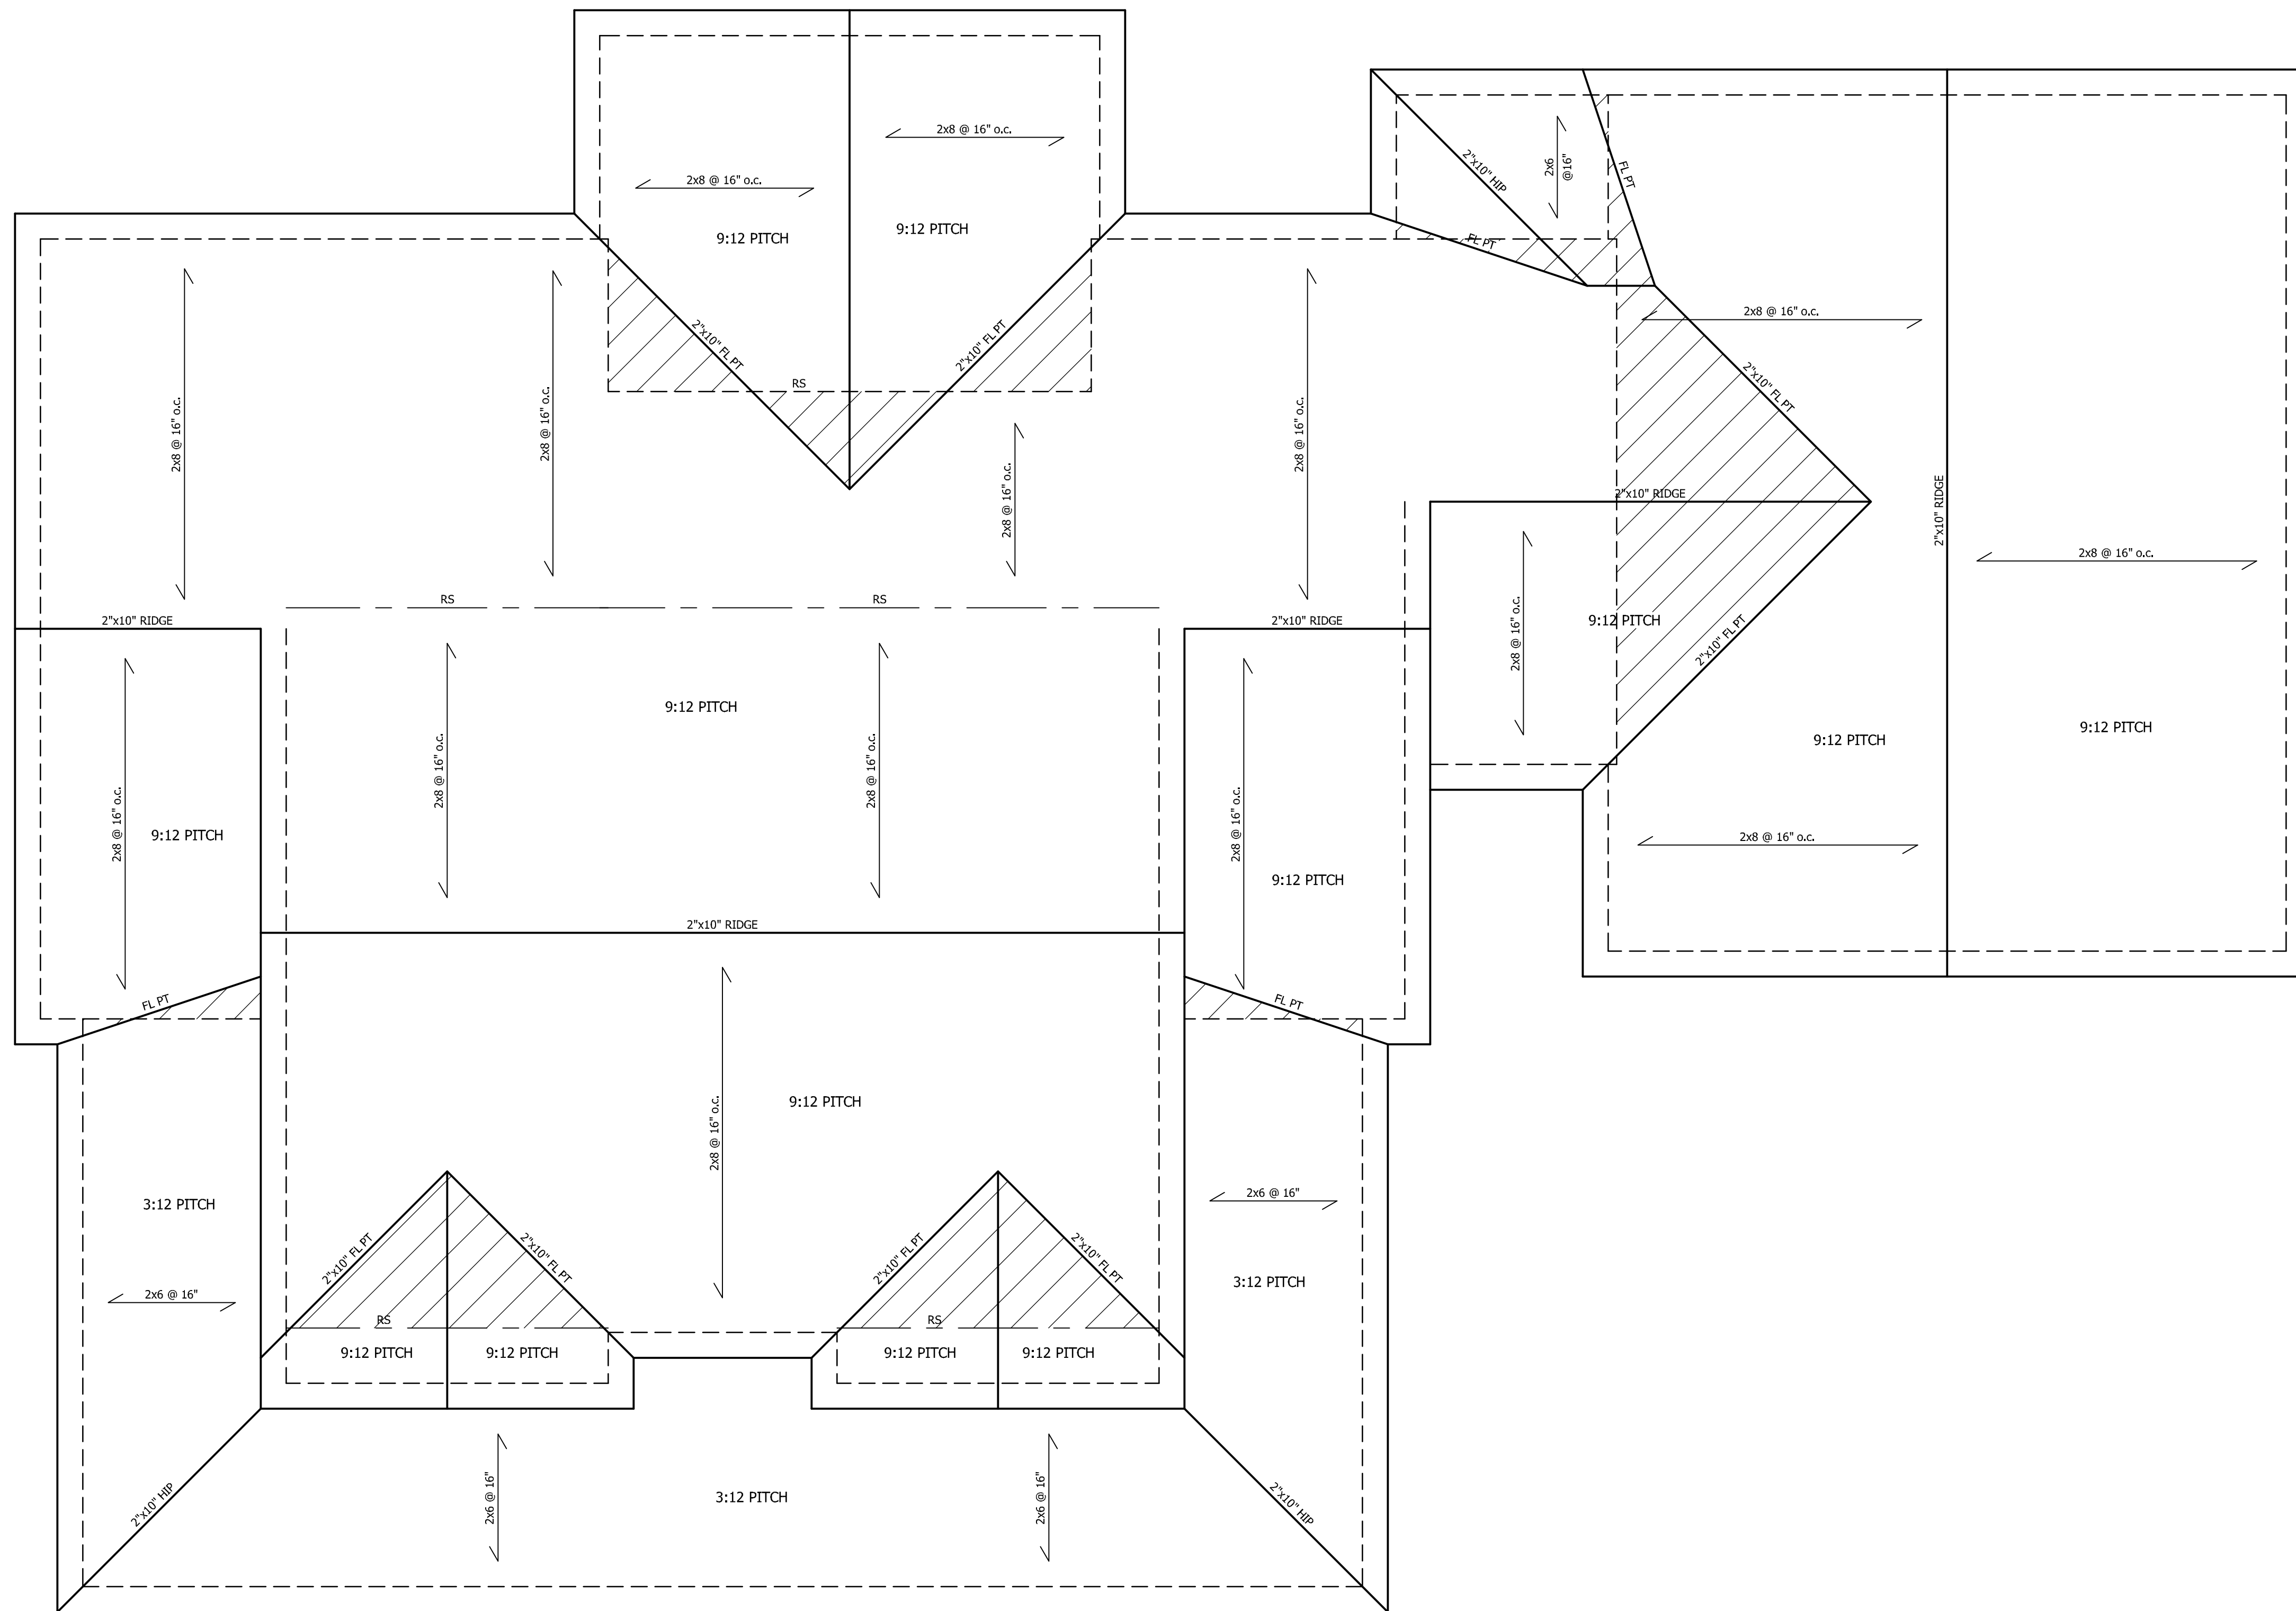 2x8 @ 16" o.c.
2x8 @ 16" o.c.
2"x10" HIP
2x6
@16"
FL PT
9:12 PITCH
9:12 PITCH
FL PT
2x8 @ 16" o.c.
2"x10" FL PT
2"x10" FL PT
2"x10" FL PT
RS
2x8 @ 16" o.c.
2x8 @ 16" o.c.
2x8 @ 16" o.c.
2x8 @ 16" o.c.
2"x10" RIDGE
2"x10" RIDGE
2x8 @ 16" o.c.
RS
RS
2"x10" RIDGE
2"x10" RIDGE
2x8 @ 16" o.c.
9:12 PITCH
2"x10" FL PT
9:12 PITCH
9:12 PITCH
9:12 PITCH
2x8 @ 16" o.c.
2x8 @ 16" o.c.
2x8 @ 16" o.c.
2x8 @ 16" o.c.
9:12 PITCH
2x8 @ 16" o.c.
9:12 PITCH
2"x10" RIDGE
FL PT
FL PT
9:12 PITCH
2x8 @ 16" o.c.
3:12 PITCH
2x6 @ 16"
2"x10" FL PT
2"x10" FL PT
2"x10" FL PT
2"x10" FL PT
3:12 PITCH
2x6 @ 16"
RS
RS
9:12 PITCH
9:12 PITCH
9:12 PITCH
9:12 PITCH
2"x10" HIP
2x6 @ 16"
3:12 PITCH
2x6 @ 16"
2"x10" HIP